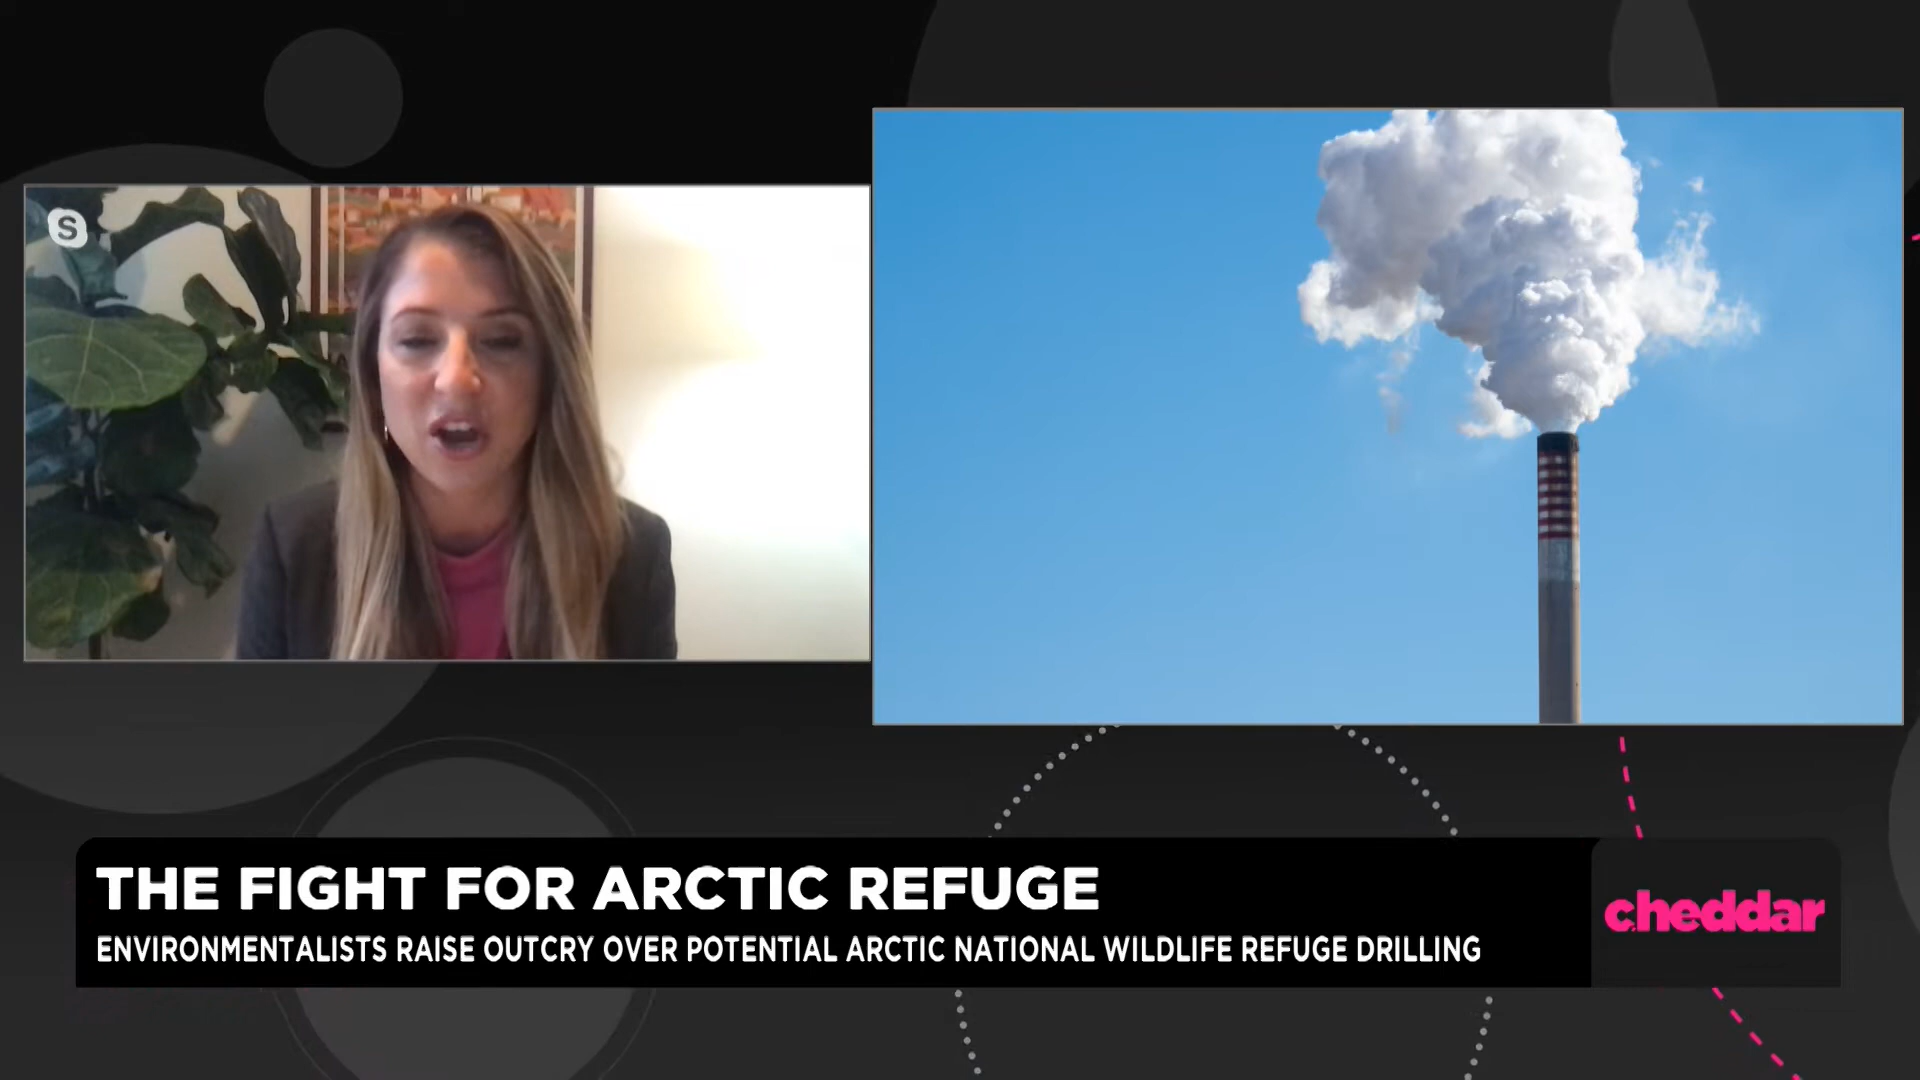 S
THE FIGHT FOR ARCTIC REFUGE
ENVIRONMENTALISTS RAISE OUTCRY OVER POTENTIAL ARCTIC NATIONAL WILDLIFE REFUGE DRILLING
cheddar